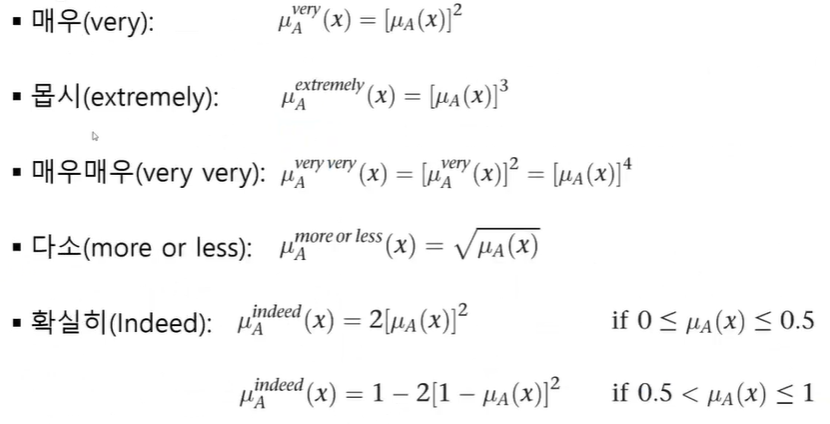 ▪ 매우(very): μ_A^{very}(x) = [μ_A(x)]^2
▪ 몹시(extremely): μ_A^{extremely}(x) = [μ_A(x)]^3
▪ 매우매우(very very): μ_A^{very very}(x) = [μ_A^{very}(x)]^2 = [μ_A(x)]^4
▪ 다소(more or less): μ_A^{more or less}(x) = √μ_A(x)
▪ 확실히(Indeed): μ_A^{indeed}(x) = 2[μ_A(x)]^2 if 0 ≤ μ_A(x) ≤ 0.5
μ_A^{indeed}(x) = 1 − 2[1 − μ_A(x)]^2 if 0.5 < μ_A(x) ≤ 1